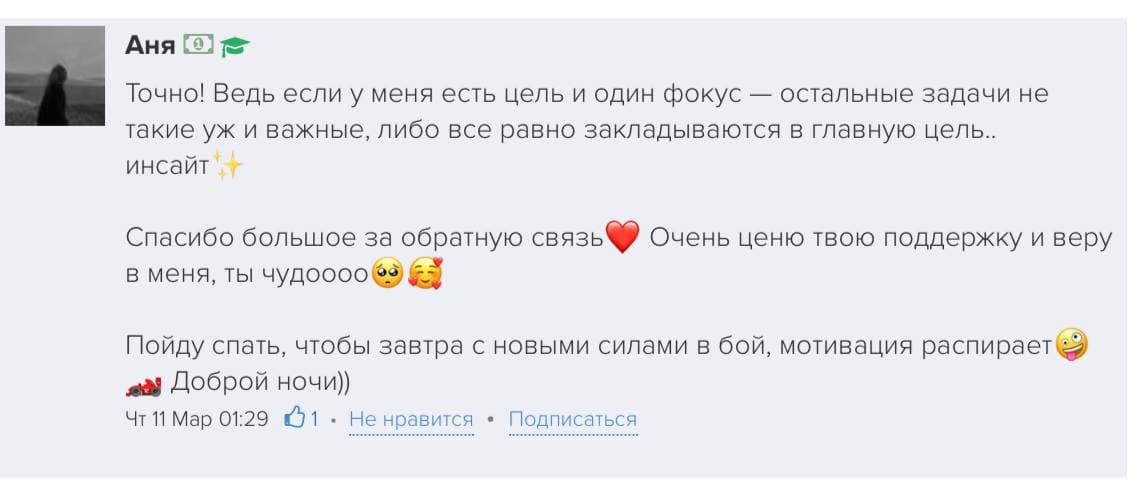 Аня 💵🎓
Точно! Ведь если у меня есть цель и один фокус — остальные задачи не
такие уж и важные, либо все равно закладываются в главную цель..
инсайт✨
Спасибо большое за обратную связь❤️ Очень ценю твою поддержку и веру
в меня, ты чудоооо🥺🥰
Пойду спать, чтобы завтра с новыми силами в бой, мотивация распирает🤪
🏎️ Доброй ночи))
Чт 11 Мар 01:29 👍 1 • Не нравится • Подписаться